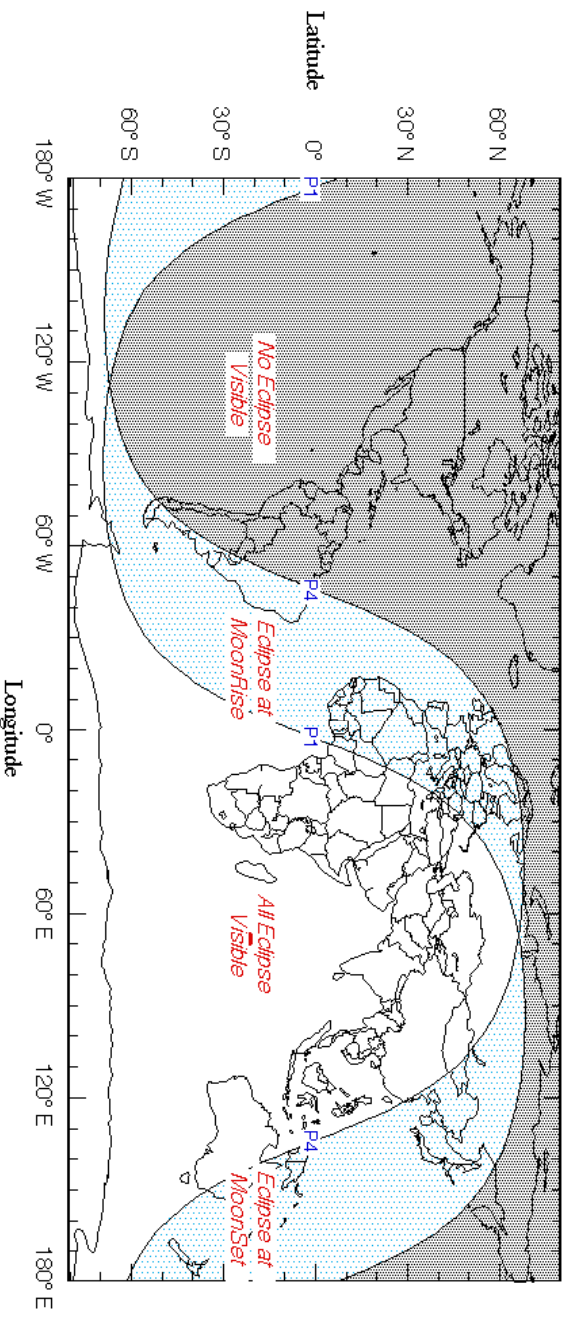 Latitude
60° N
30° N
0°
30° S
60° S
180° W
120° W
60° W
0°
60° E
120° E
180° E
Longitude
P1
No Eclipse
Visible
P4
Eclipse at
MoonRise
P1
All Eclipse
Visible
P4
Eclipse at
MoonSet